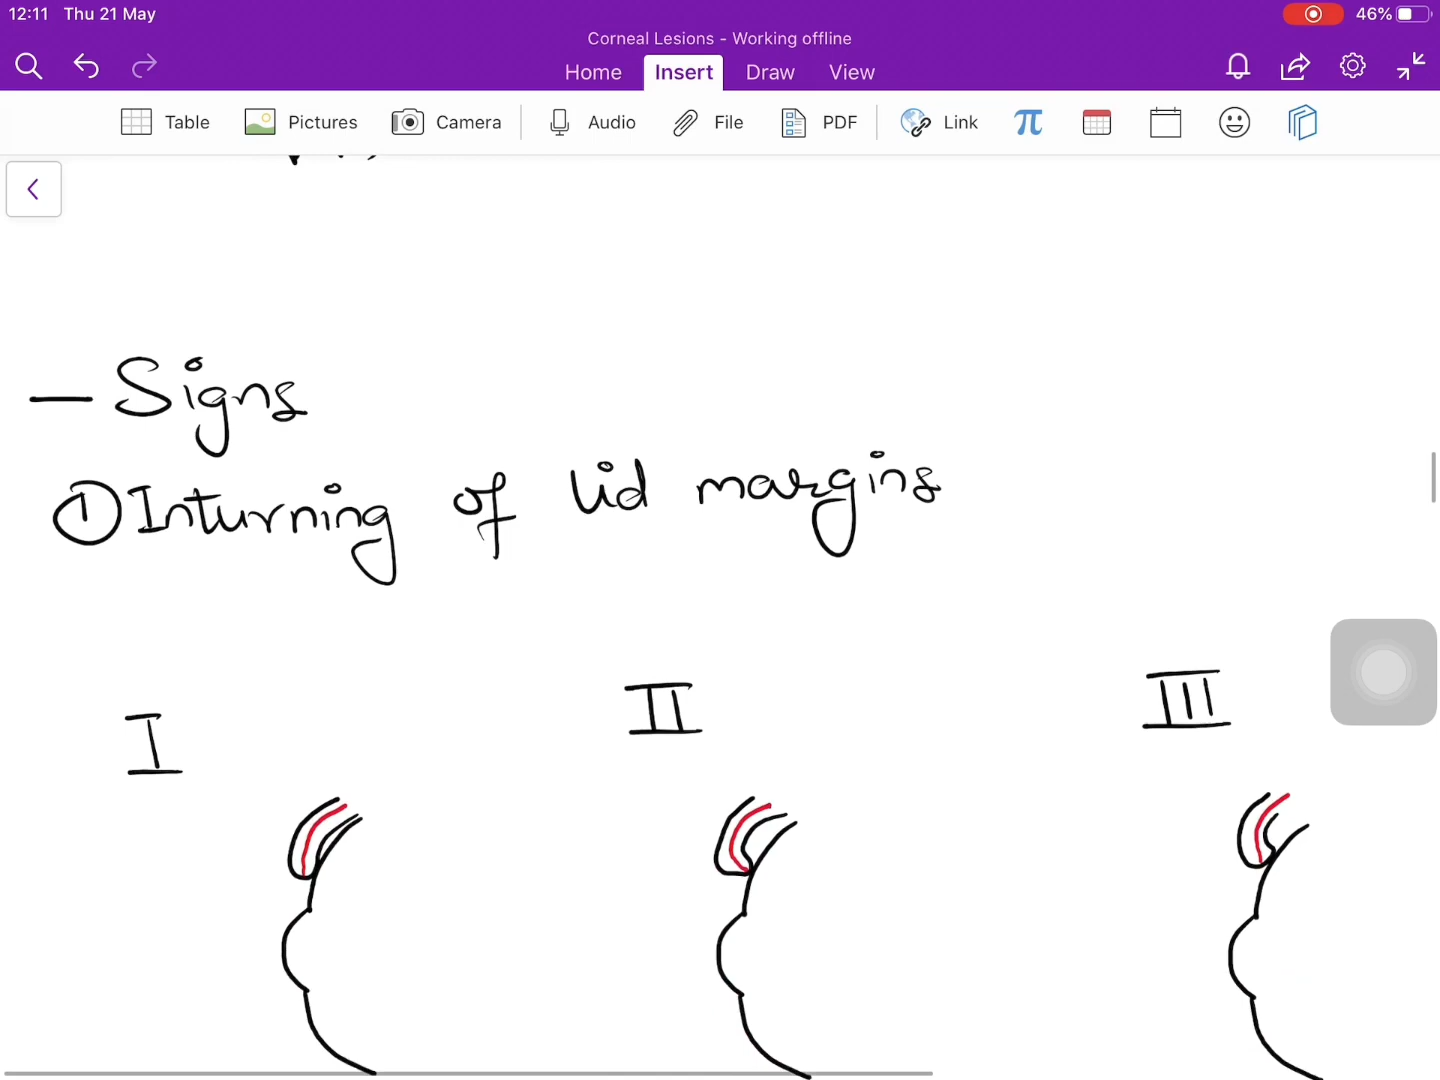 12:11 Thu 21 May 46%
Corneal Lesions - Working offline
Home Insert Draw View
Table Pictures Camera Audio File PDF Link π
— Signs
① Inturning of lid margins
I II III